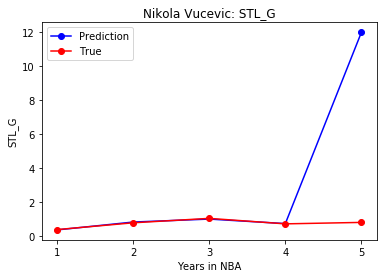 Nikola Vucevic: STL_G
Prediction
True
12
10
8
6
4
2
0
STL_G
1 2 3 4 5
Years in NBA